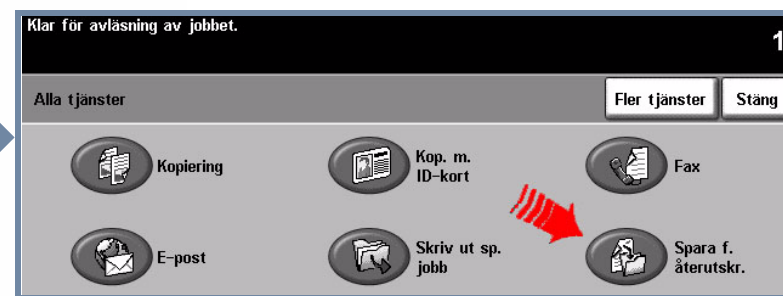 Klar för avläsning av jobbet.
1
Alla tjänster
Fler tjänster
Stäng
Kopiering
Kop. m.
ID-kort
Fax
E-post
Skriv ut sp.
jobb
Spara f.
återutskr.